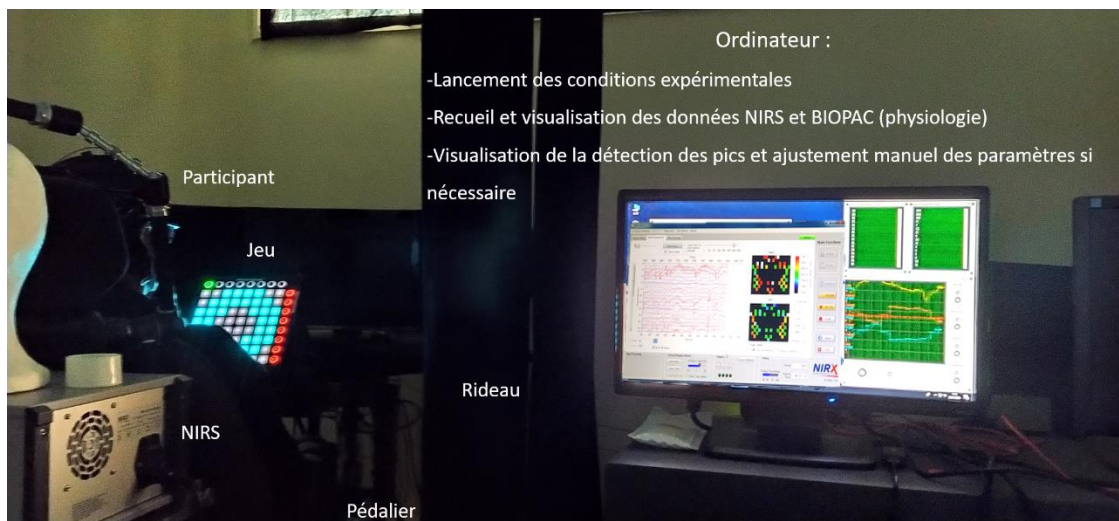 Ordinateur :
-Lancement des conditions expérimentales
-Recueil et visualisation des données NIRS et BIOPAC (physiologie)
-Visualisation de la détection des pics et ajustement manuel des paramètres si
nécessaire
Participant
Jeu
Rideau
NIRS
Pédalier
NIRX